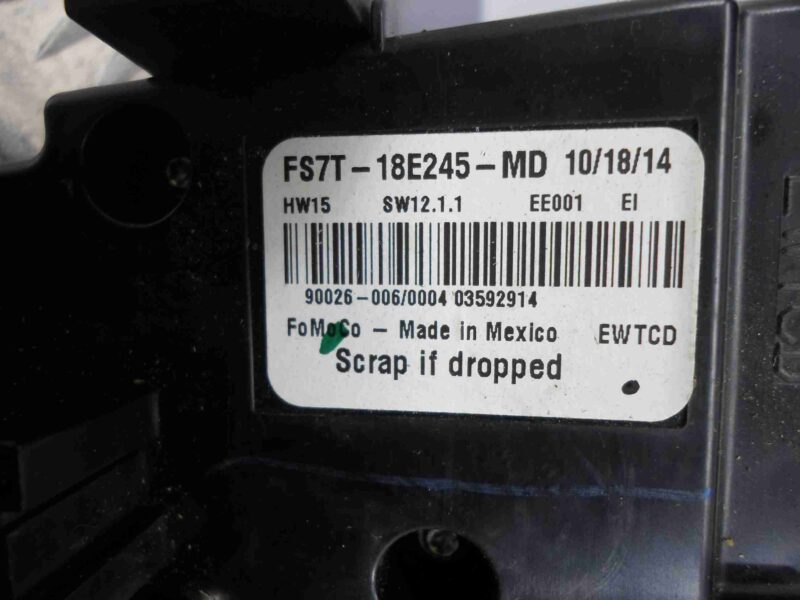 FS7T-18E245-MD 10/18/14
HW15 SW12.1.1 EE001 EI
90026-006/0004 03592914
FoMoCo - Made in Mexico EWTCD
Scrap if dropped